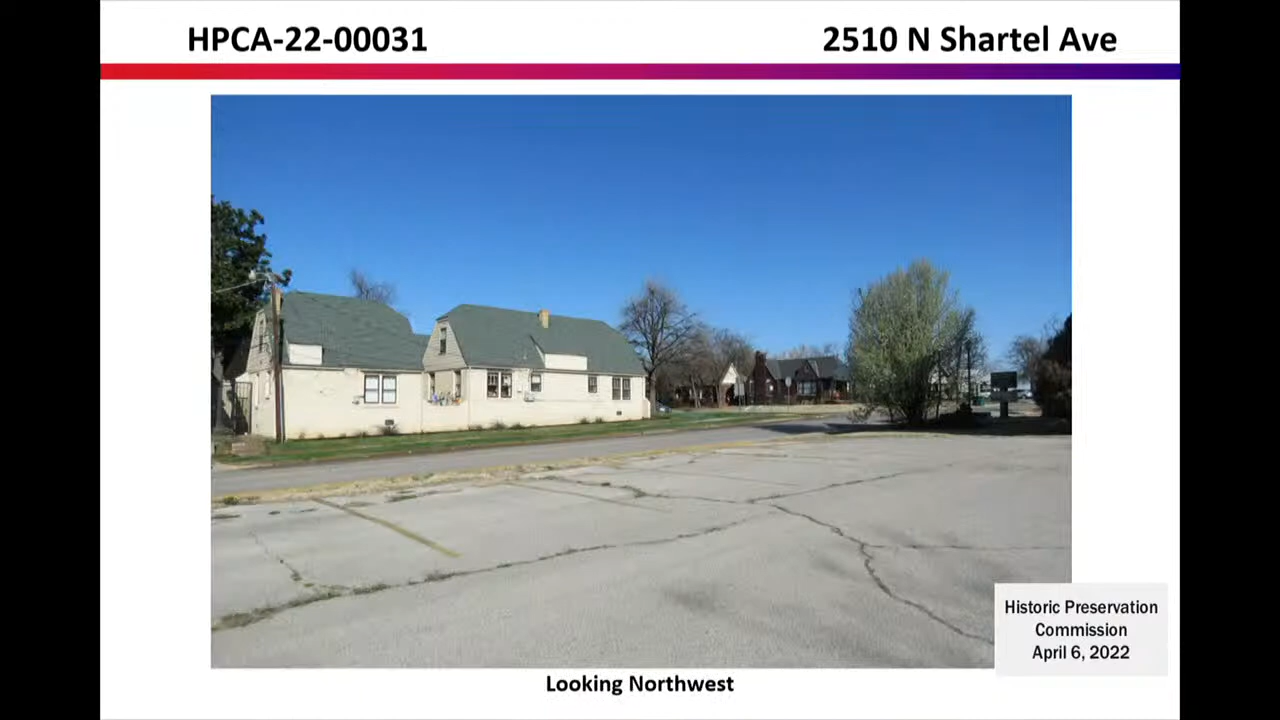 HPCA-22-00031
2510 N Shartel Ave
Historic Preservation
Commission
April 6, 2022
Looking Northwest